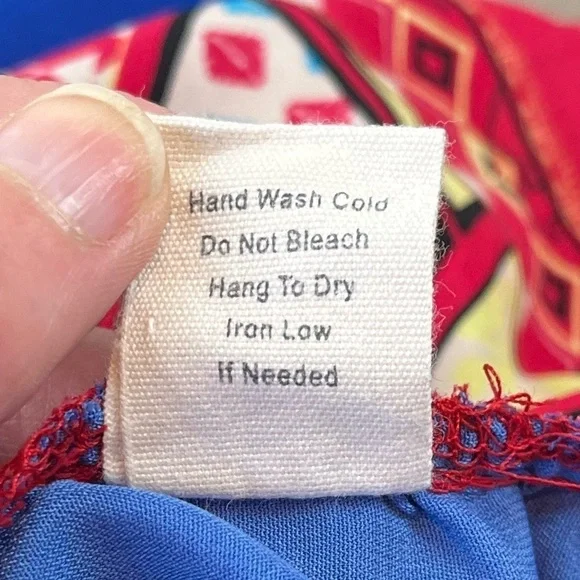 Hand Wash Cold
Do Not Bleach
Hang To Dry
Iron Low
If Needed